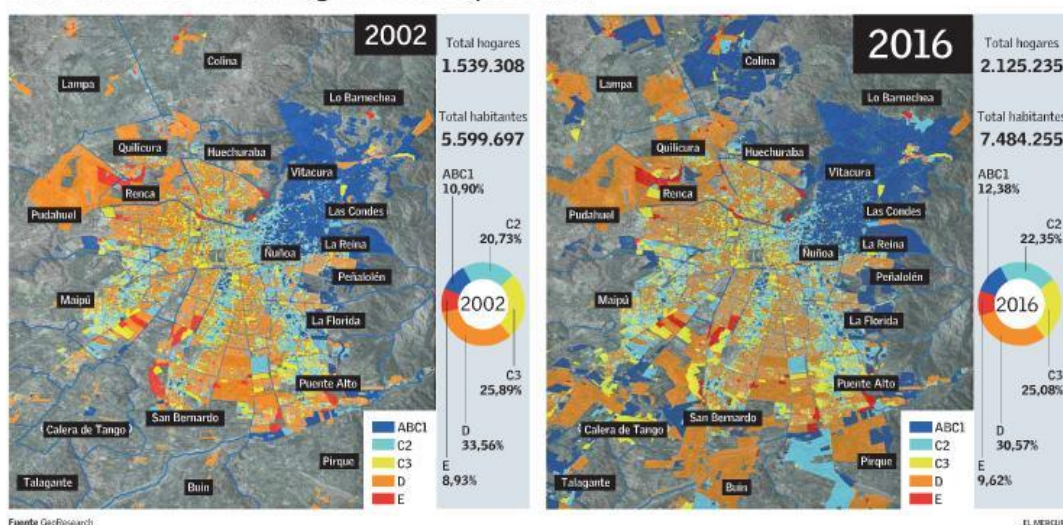 2002
Total hogares
1.539.308
Total habitantes
5.599.697
ABC1
10,90%
C2
20,73%
2002
C3
25,89%
D
33,56%
E
8,93%
Colina
Lampa
Lo Barnechea
Quilicura
Huechuraba
Vitacura
Renca
Pudahuel
Las Condes
La Reina
Ñuñoa
Peñalolén
Maipú
La Florida
Puente Alto
San Bernardo
Calera de Tango
Pirque
Talagante
Buin
ABC1
C2
C3
D
E
2016
Total hogares
2.125.235
Total habitantes
7.484.255
ABC1
12,38%
C2
22,35%
2016
C3
25,08%
D
30,57%
E
9,62%
Colina
Lampa
Lo Barnechea
Quilicura
Huechuraba
Vitacura
Renca
Pudahuel
Las Condes
La Reina
Ñuñoa
Peñalolén
Maipú
La Florida
Puente Alto
San Bernardo
Calera de Tango
Pirque
Talagante
Buin
ABC1
C2
C3
D
E
Fuente GeoResearch